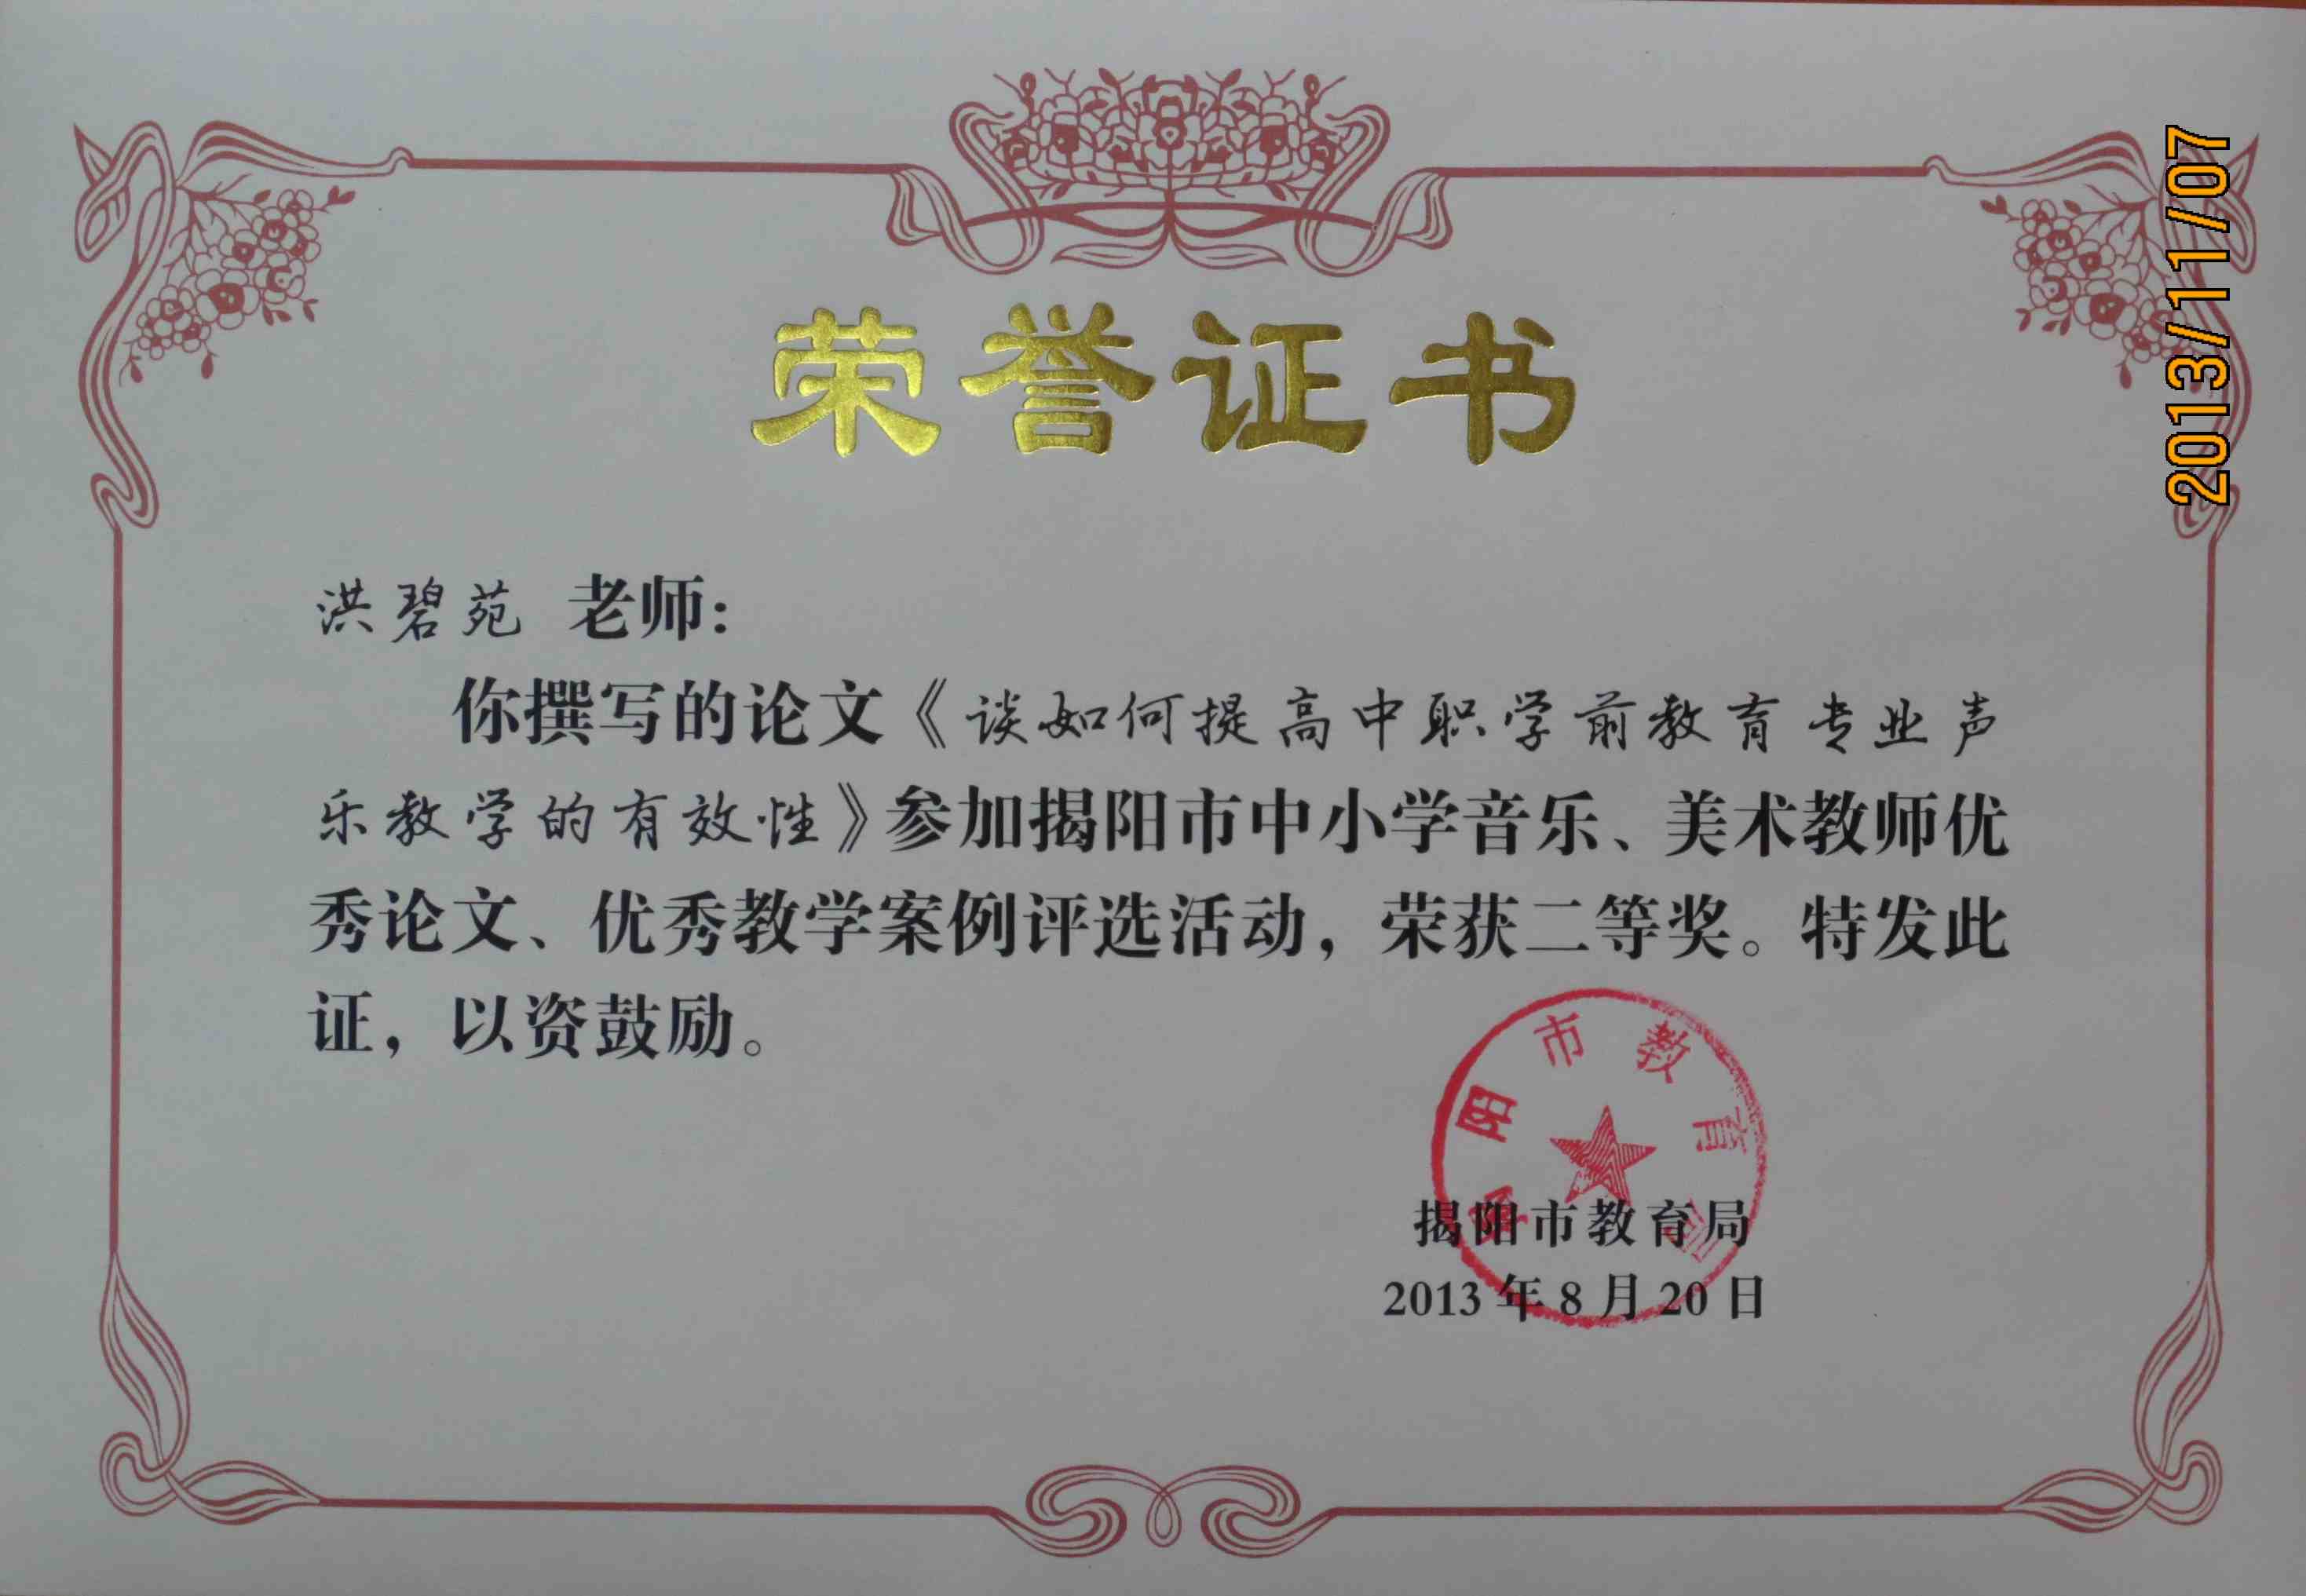 荣誉证书
洪碧苑 老师:
你撰写的论文《谈如何提高中职学前教育专业声
乐教学的有效性》参加揭阳市中小学音乐、美术教师优
秀论文、优秀教学案例评选活动，荣获二等奖。特发此
证，以资鼓励。
揭阳市教育局
揭阳市教育局
2013年8月20日
2013/11/07